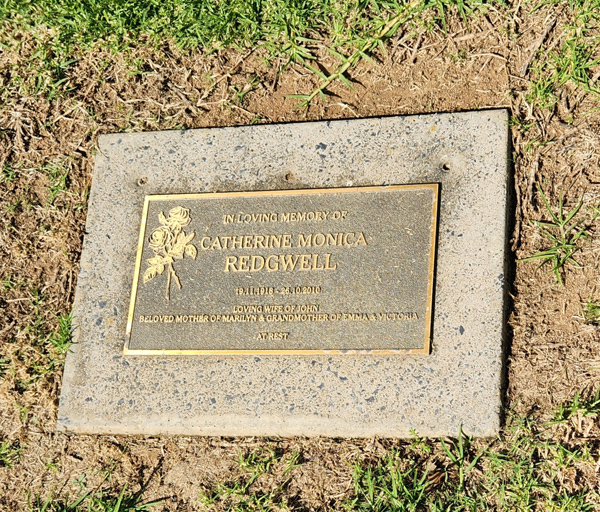 IN LOVING MEMORY OF
CATHERINE MONICA
REDGWELL
19.11.1918 - 26.10.2010
LOVING WIFE OF JOHN
BELOVED MOTHER OF MARILYN & GRANDMOTHER OF EMMA & VICTORIA
AT REST